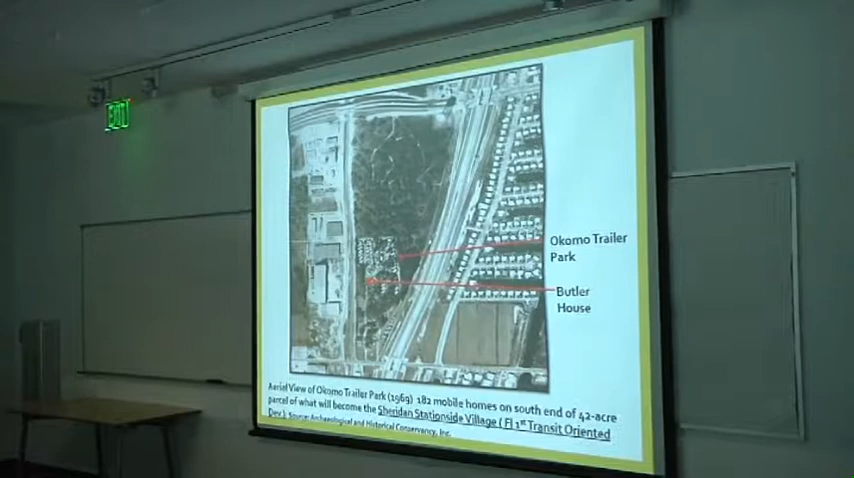 EXIT
Okomo Trailer
Park
Butler
House
Aerial View of Okomo Trailer Park (1969) 182 mobile homes on south end of 42-acre
parcel of what will become the Sheridan Stationside Village ( Fl 1st Transit Oriented
Dev ). Source: Archaeological and Historical Conservancy, Inc.